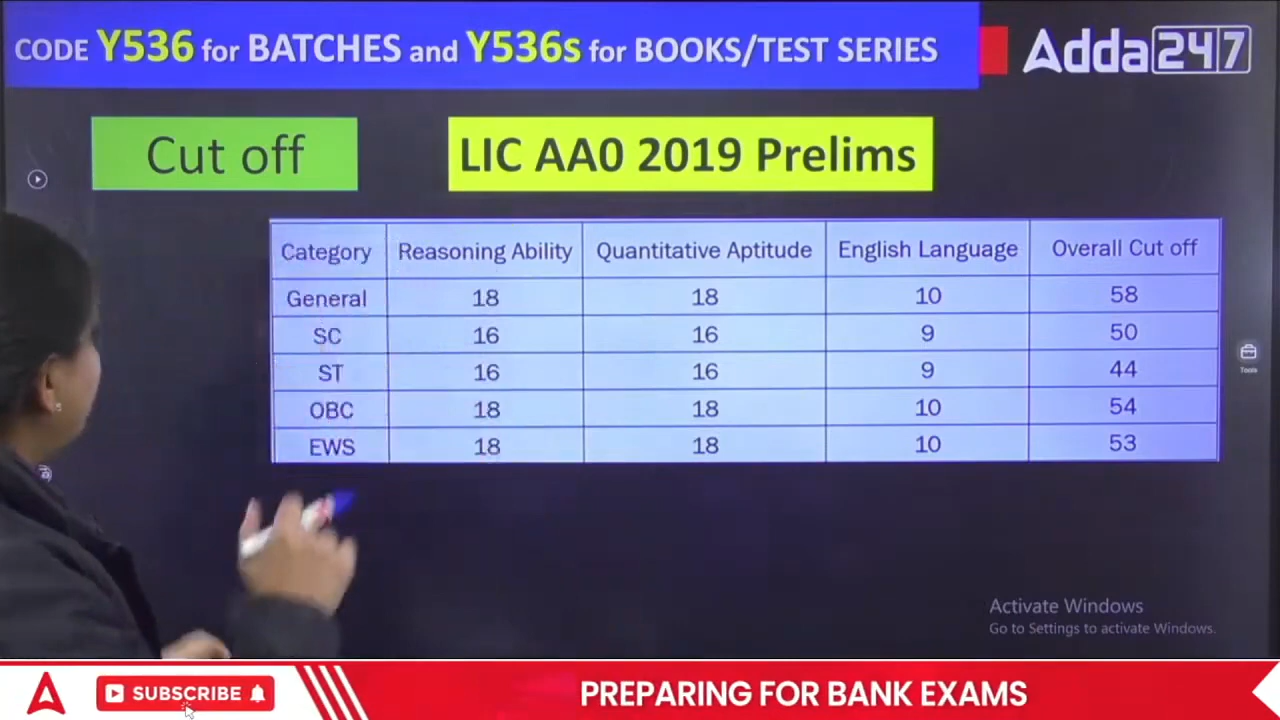 CODE Y536 for BATCHES and Y536s for BOOKS/TEST SERIES
Adda247
Cut off
LIC AA0 2019 Prelims
Category Reasoning Ability Quantitative Aptitude English Language Overall Cut off
General 18 18 10 58
SC 16 16 9 50
ST 16 16 9 44
OBC 18 18 10 54
EWS 18 18 10 53
Tools
Activate Windows
Go to Settings to activate Windows.
SUBSCRIBE
PREPARING FOR BANK EXAMS